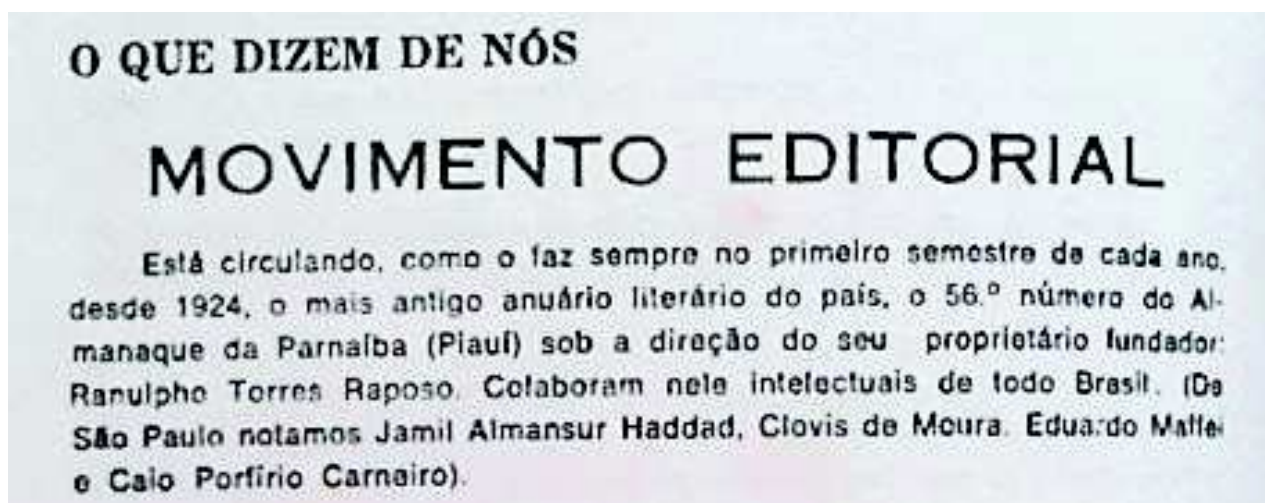 O QUE DIZEM DE NÓS
MOVIMENTO EDITORIAL
Está circulando, como o faz sempre no primeiro semestre de cada ano,
desde 1924, o mais antigo anuário literário do país, o 56.º número do Al-
manaque da Parnaíba (Piauí) sob a direção do seu proprietário fundador:
Ranulpho Torres Raposo. Colaboram nele intelectuais de todo Brasil. (De
São Paulo notamos Jamil Almansur Haddad, Clovis de Moura. Eduardo Maffei
e Caio Porfírio Carneiro).